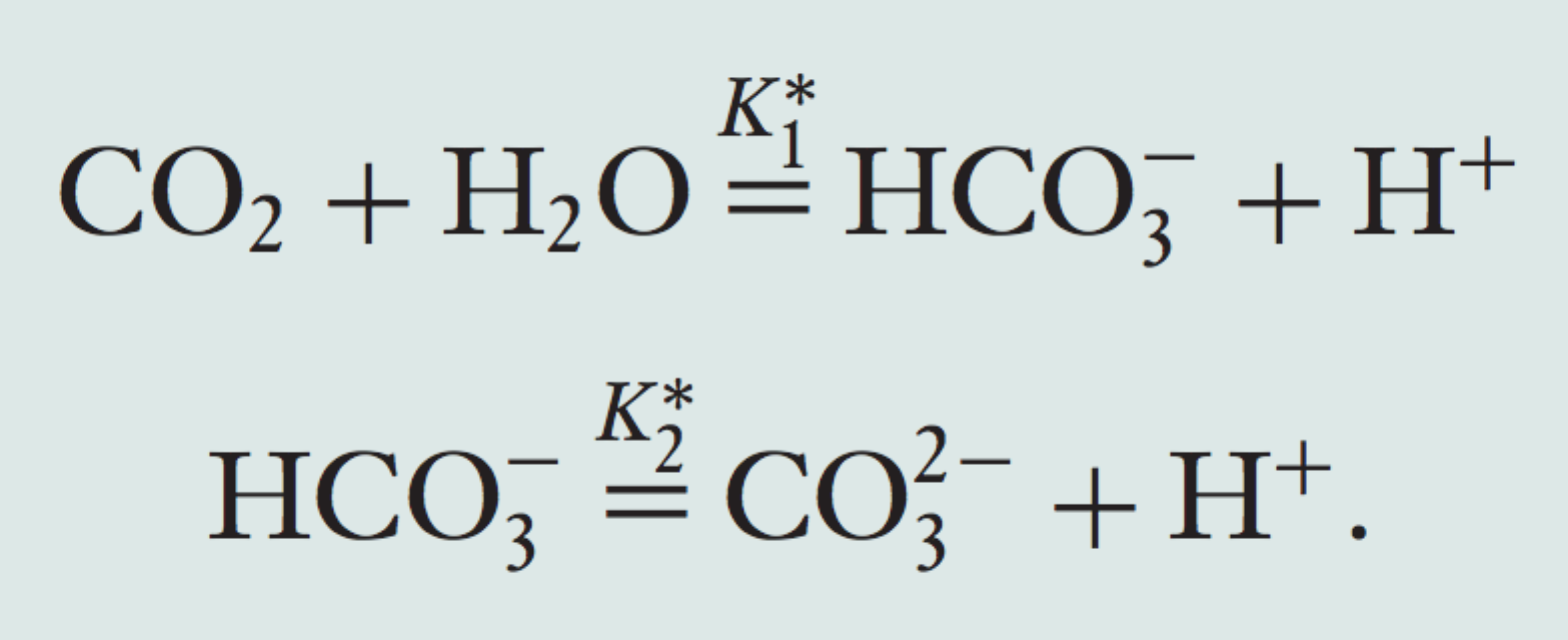 CO₂ + H₂O K₁* = HCO₃⁻ + H⁺
HCO₃⁻ K₂* = CO₃²⁻ + H⁺.